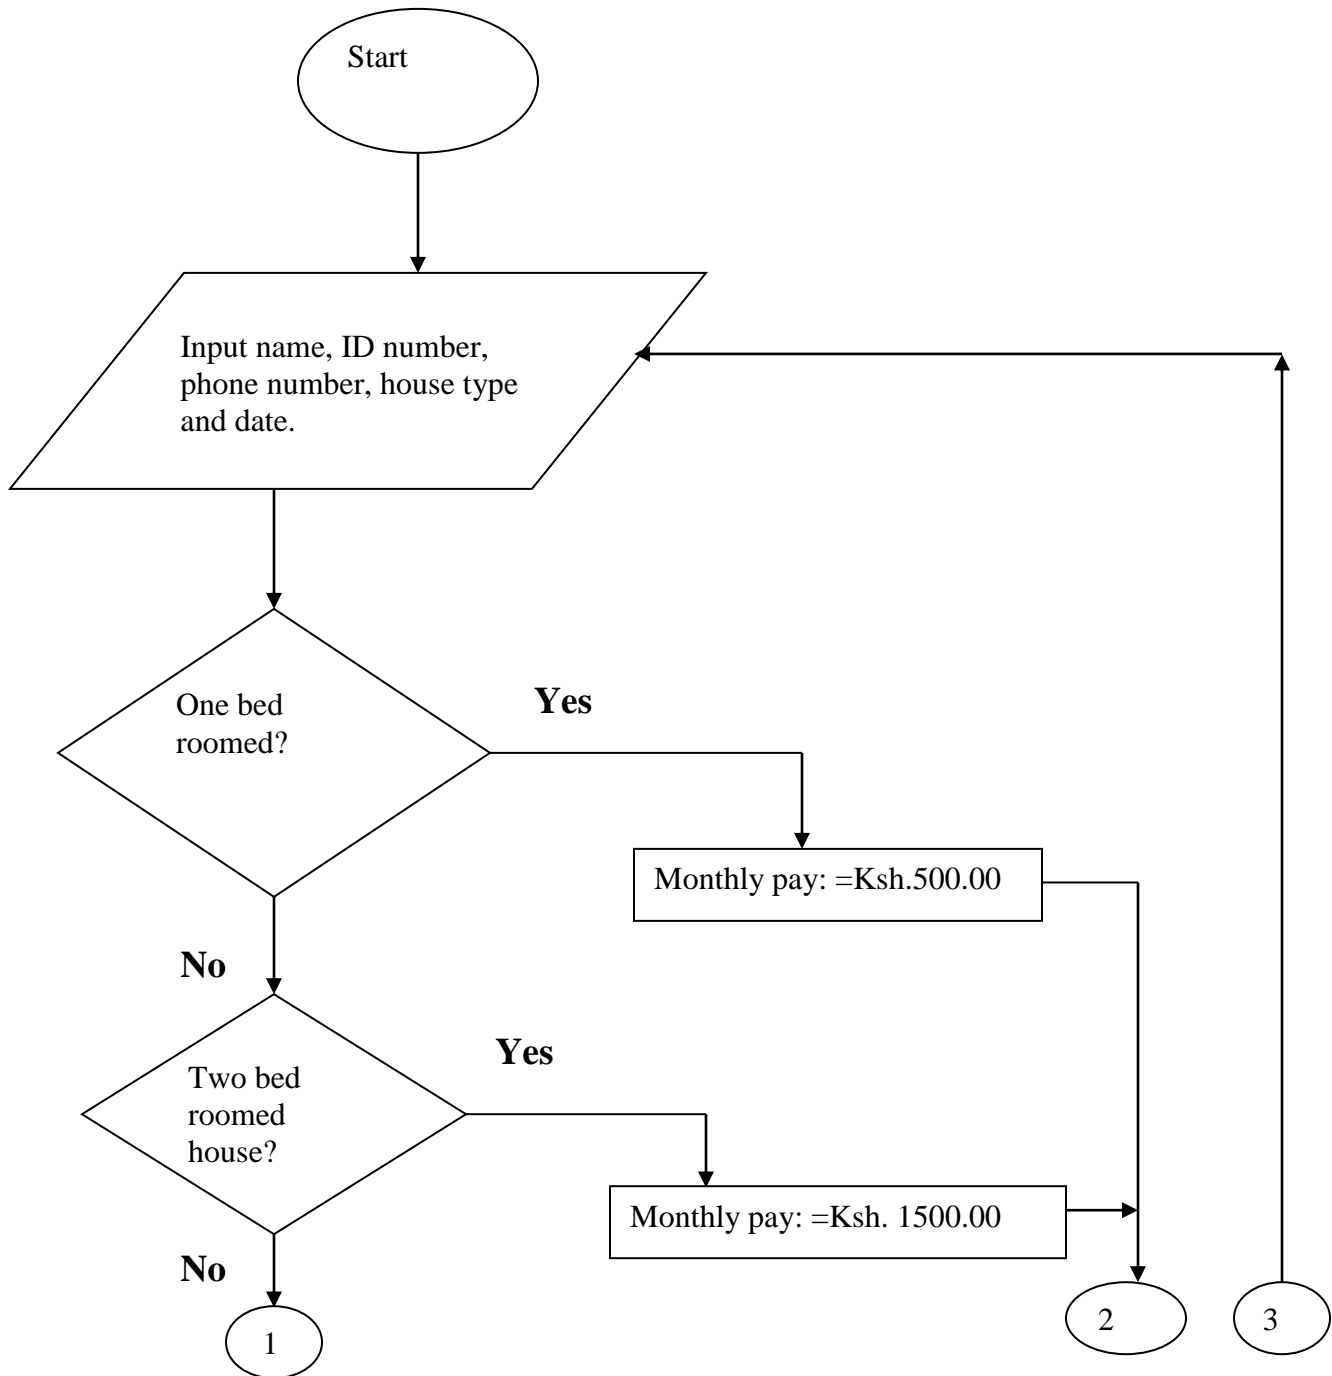 Start
Input name, ID number,
phone number, house type
and date.
One bed
roomed?
Yes
Monthly pay: =Ksh.500.00
No
Two bed
roomed
house?
Yes
Monthly pay: =Ksh. 1500.00
No
1
2
3